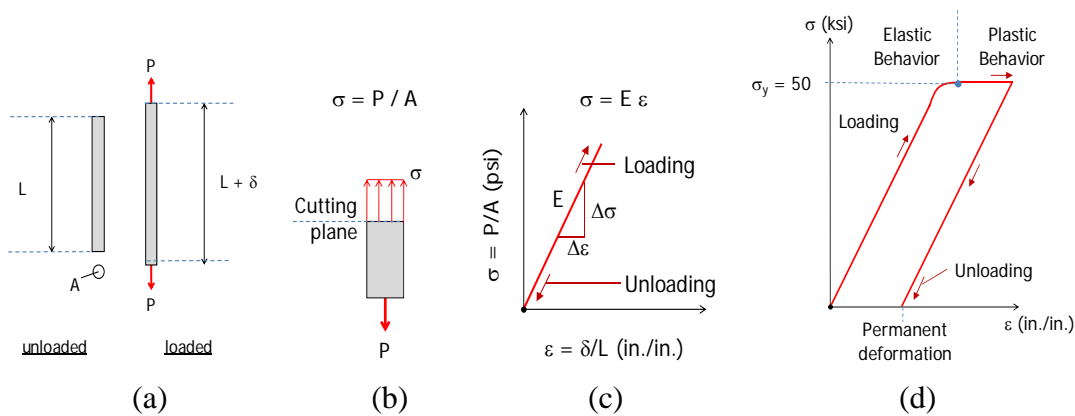 P
L
L + δ
A
P
unloaded
loaded
(a)
σ = P / A
σ
Cutting
plane
P
(b)
σ = P/A (psi)
σ = E ε
Loading
E
Δσ
Δε
Unloading
ε = δ/L (in./in.)
(c)
σ (ksi)
Elastic
Behavior
Plastic
Behavior
σy = 50
Loading
Unloading
ε (in./in.)
Permanent
deformation
(d)